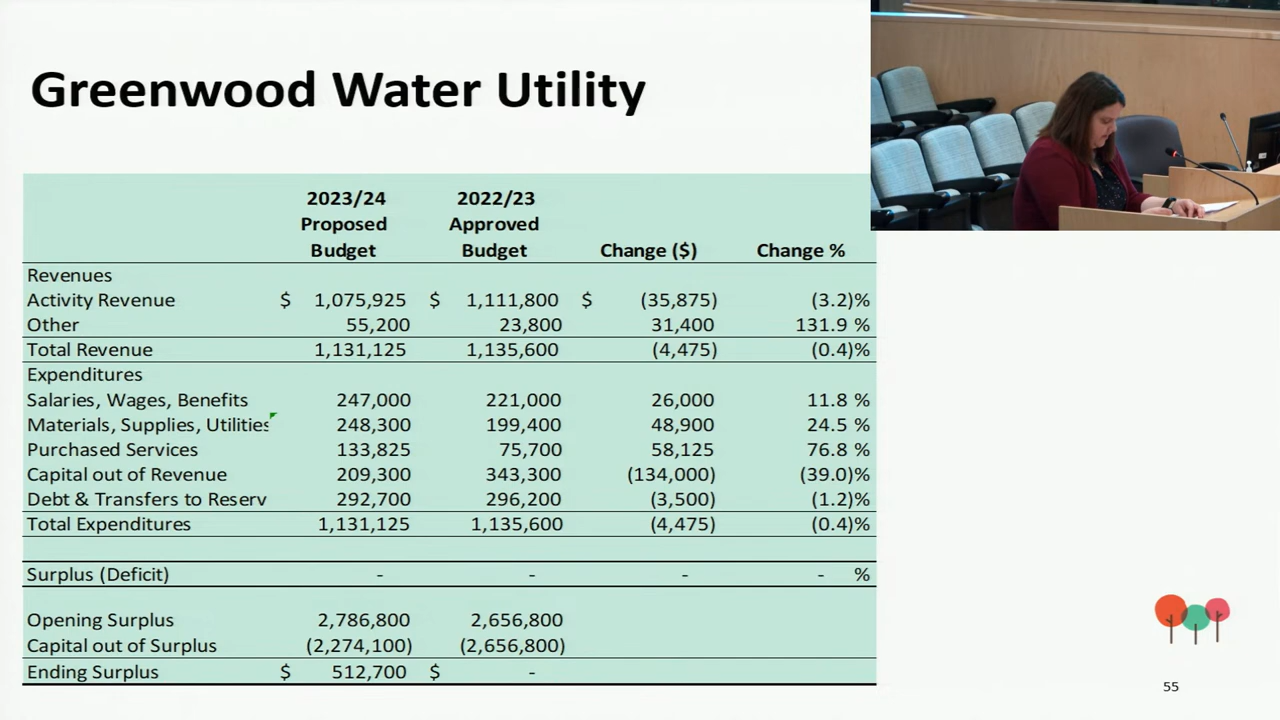 Greenwood Water Utility
2023/24 2022/23
Proposed Approved
Budget Budget Change ($) Change %
Revenues
Activity Revenue $ 1,075,925 $ 1,111,800 $ (35,875) (3.2)%
Other 55,200 23,800 31,400 131.9 %
Total Revenue 1,131,125 1,135,600 (4,475) (0.4)%
Expenditures
Salaries, Wages, Benefits 247,000 221,000 26,000 11.8 %
Materials, Supplies, Utilities 248,300 199,400 48,900 24.5 %
Purchased Services 133,825 75,700 58,125 76.8 %
Capital out of Revenue 209,300 343,300 (134,000) (39.0)%
Debt & Transfers to Reserv 292,700 296,200 (3,500) (1.2)%
Total Expenditures 1,131,125 1,135,600 (4,475) (0.4)%
Surplus (Deficit) - - - - %
Opening Surplus 2,786,800 2,656,800
Capital out of Surplus (2,274,100) (2,656,800)
Ending Surplus $ 512,700 $ -
55